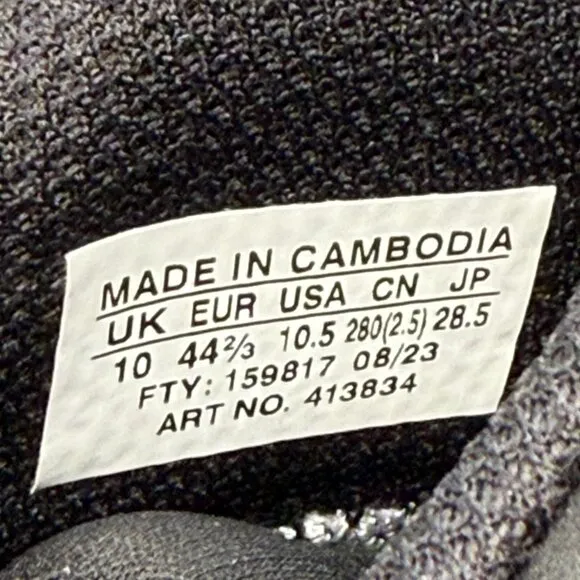 MADE IN CAMBODIA
UK EUR USA CN JP
10 44⅔ 10.5 280(2.5) 28.5
FTY: 159817 08/23
ART NO. 413834